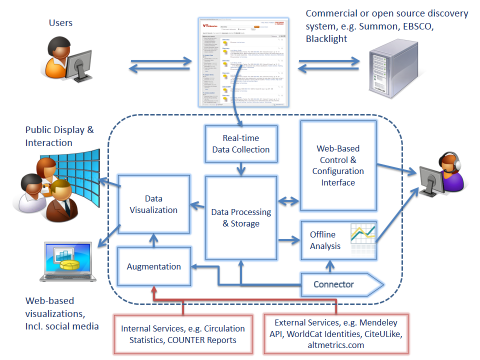 Users
Commercial or open source discovery
system, e.g. Summon, EBSCO,
Blacklight
Public Display &
Interaction
Real-time
Data Collection
Web-Based
Control &
Configuration
Interface
Data
Visualization
Data Processing
& Storage
Offline
Analysis
Augmentation
Connector
Web-based
visualizations,
Incl. social media
Internal Services, e.g. Circulation
Statistics, COUNTER Reports
External Services, e.g. Mendeley
API, WorldCat Identities, CiteULike,
altmetrics.com